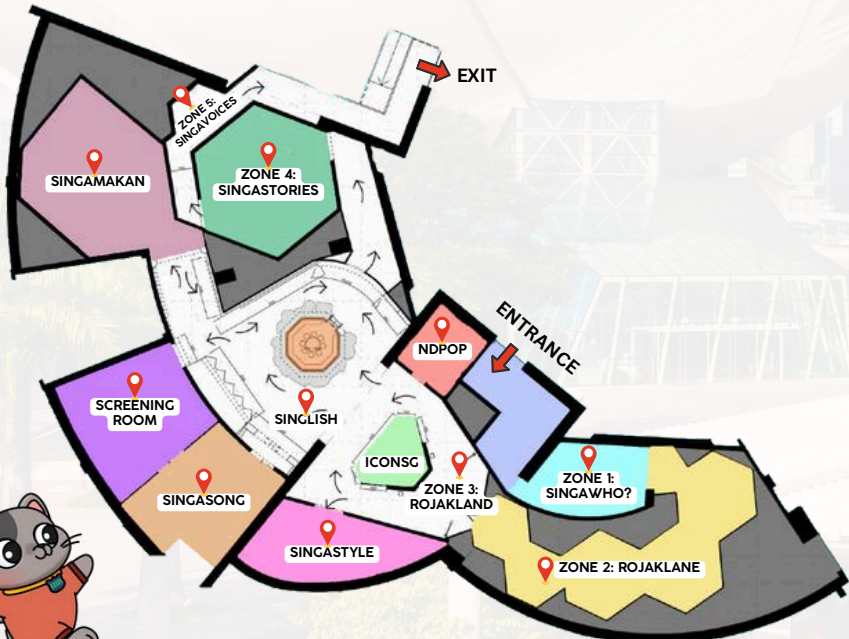 EXIT
ZONE 5:
SINGAVOICES
SINGAMAKAN
ZONE 4:
SINGASTORIES
ENTRANCE
NDPOP
SCREENING
ROOM
SINGLISH
ICONSG
ZONE 1:
SINGAWHO?
ZONE 3:
ROJAKLAND
SINGASONG
SINGASTYLE
ZONE 2: ROJAKLANE